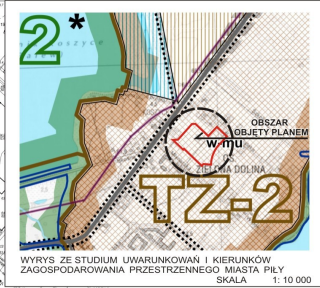 2*
OBSZAR
OBJĘTY PLANEM
w mu
ZIELONA DOLINA
TZ-2
WYRYS ZE STUDIUM UWARUNKOWAŃ I KIERUNKÓW
ZAGOSPODAROWANIA PRZESTRZENNEGO MIASTA PIŁY
SKALA 1: 10 000